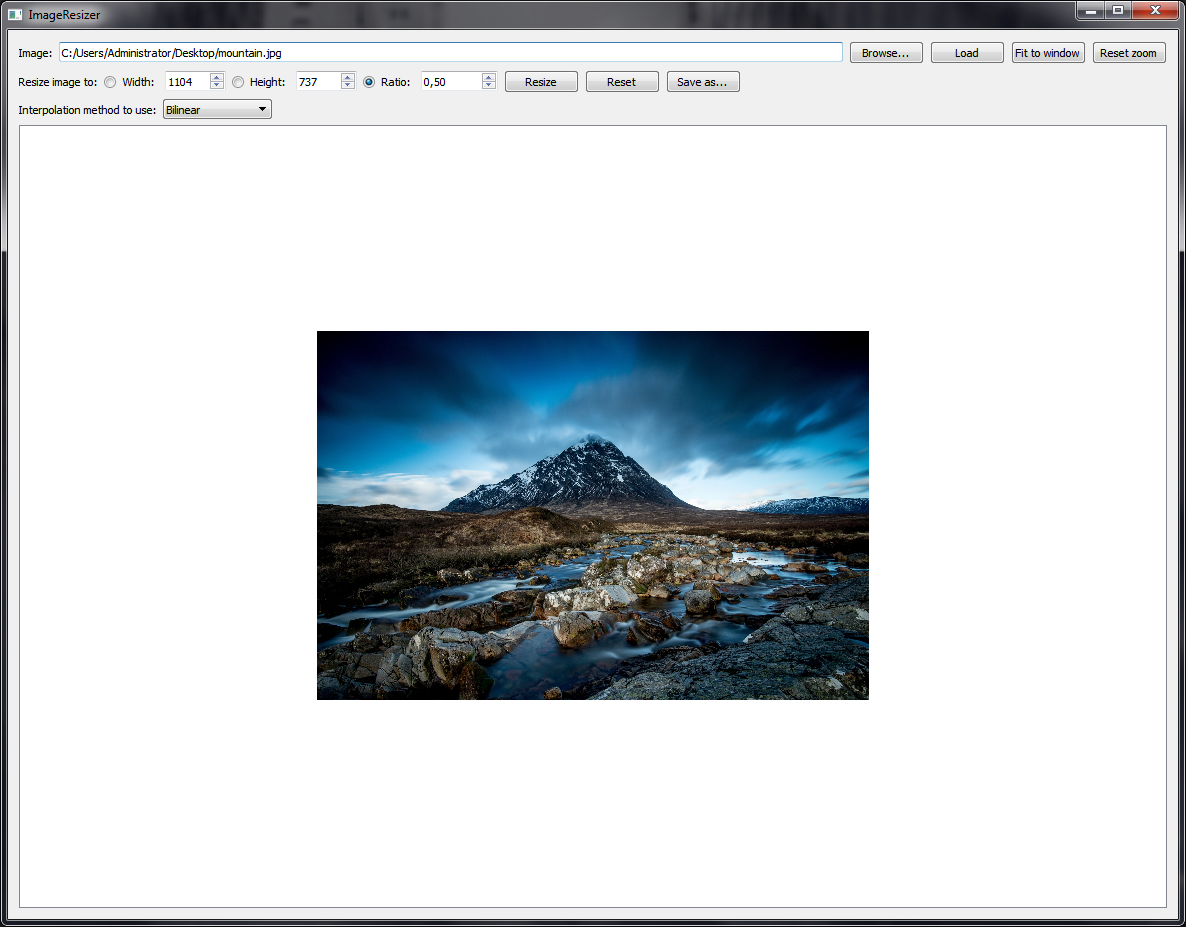 ImageResizer
Image: C:/Users/Administrator/Desktop/mountain.jpg Browse... Load Fit to window Reset zoom
Resize image to: Width: 1104 Height: 737 Ratio: 0,50 Resize Reset Save as...
Interpolation method to use: Bilinear